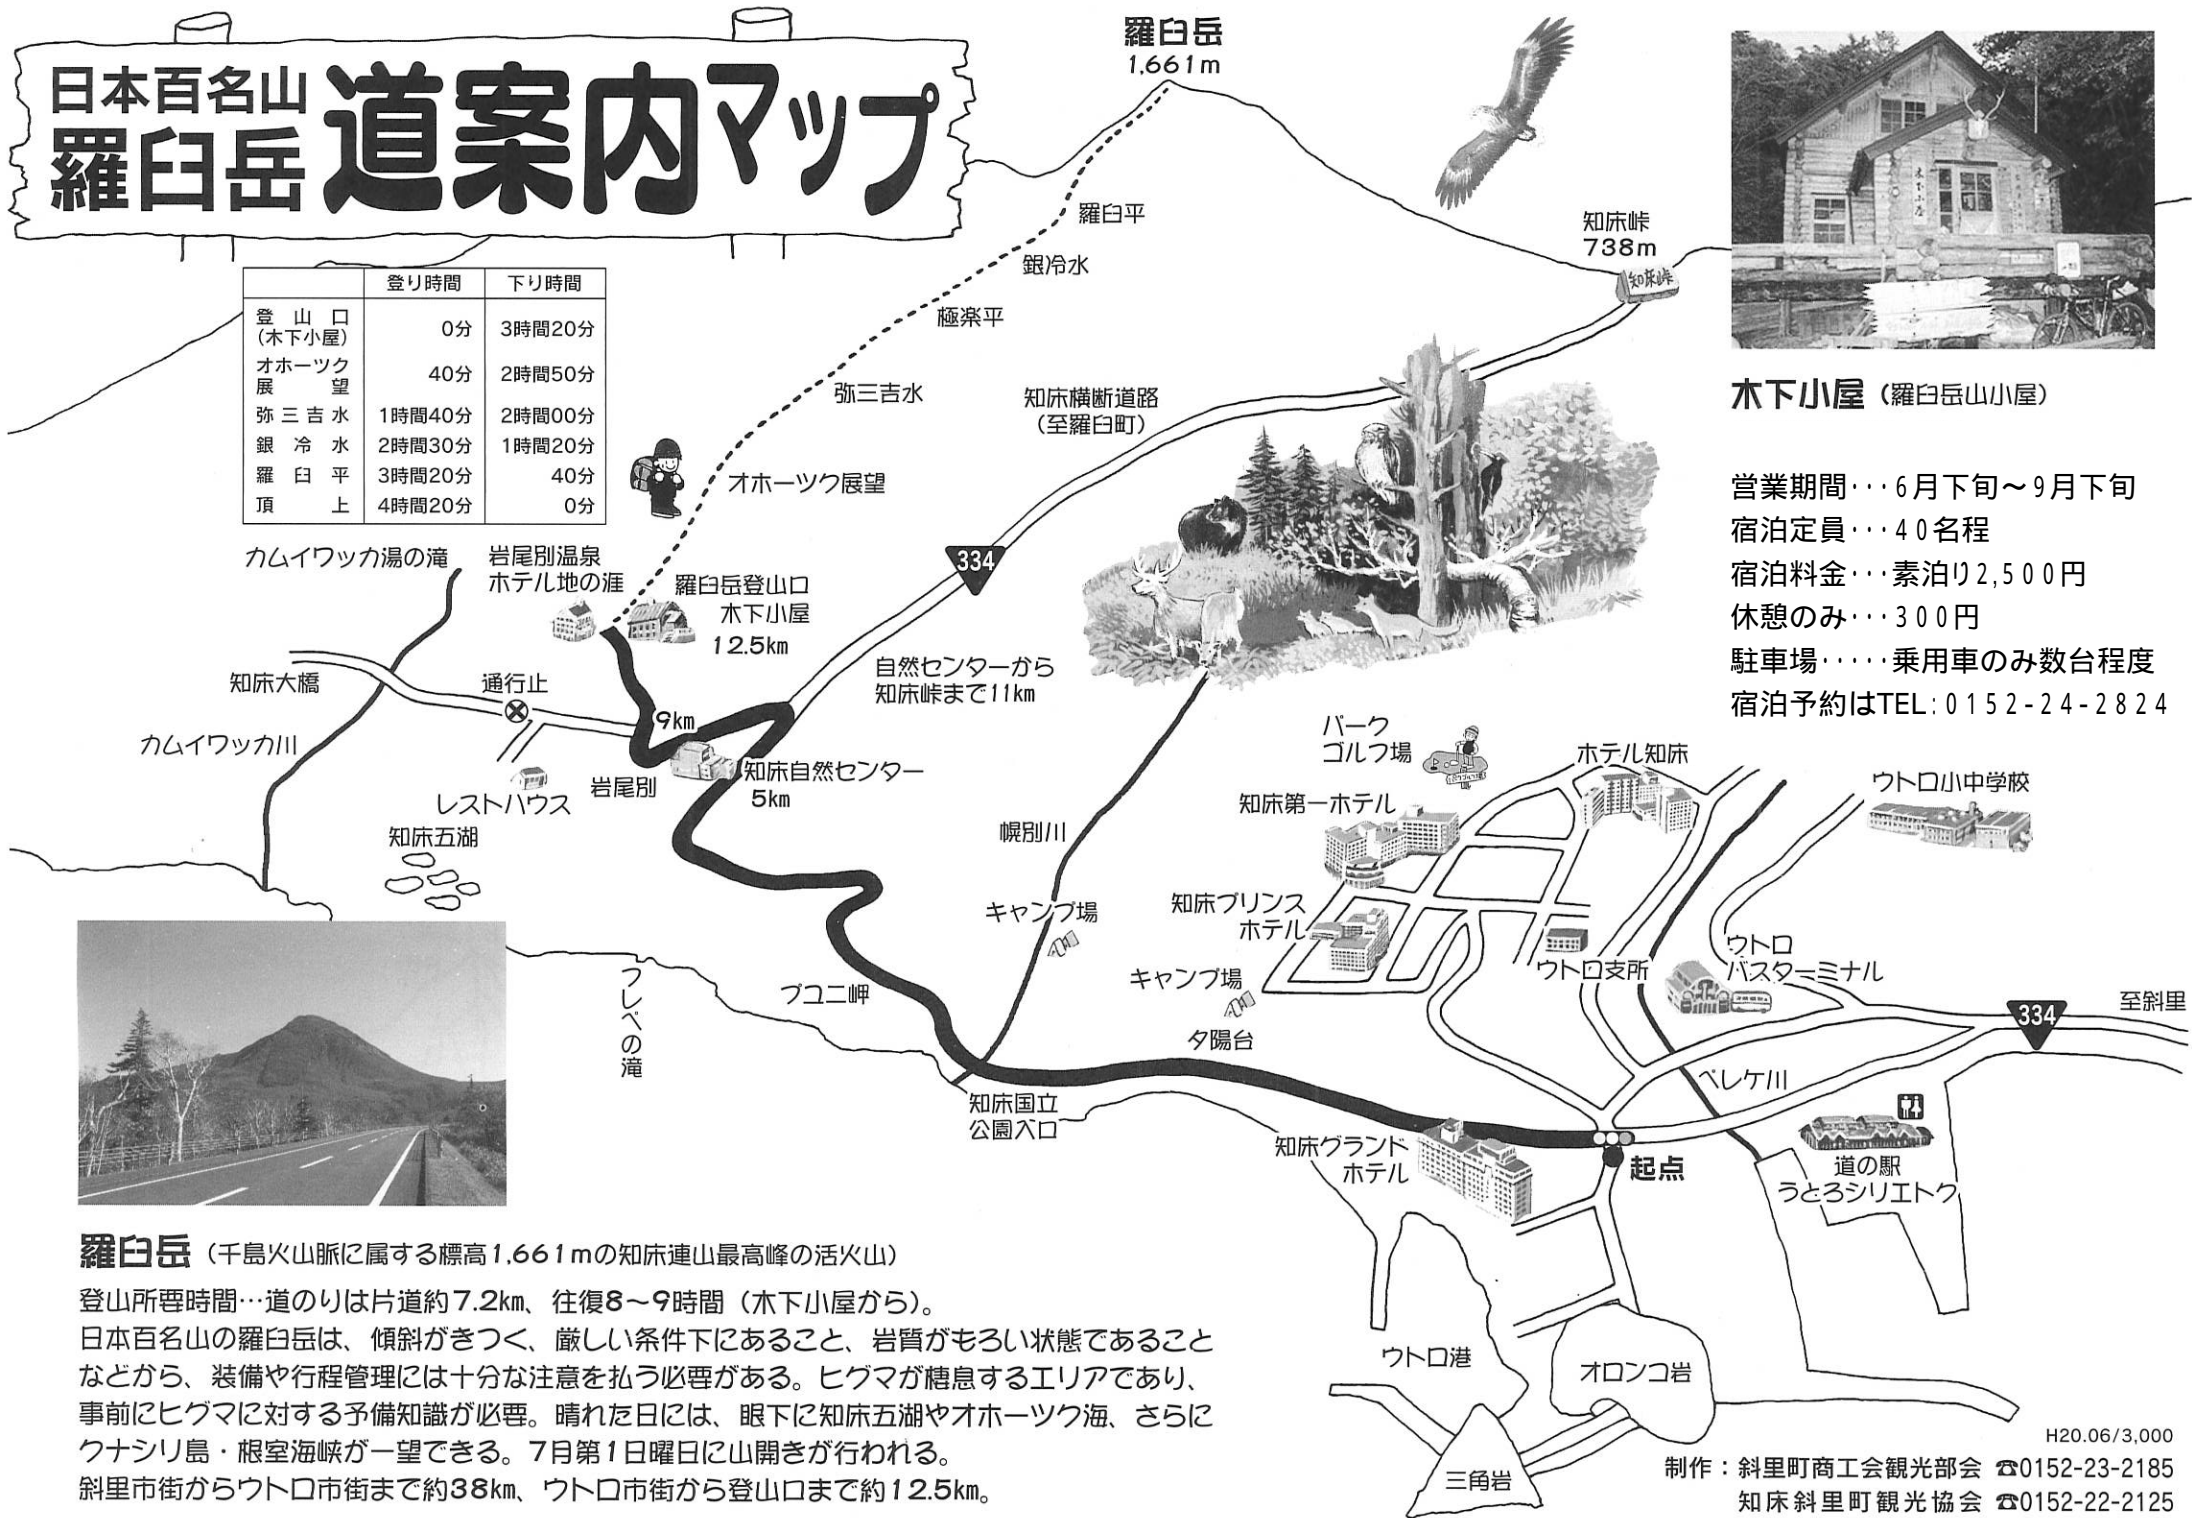 日本百名山
羅臼岳
道案内マップ
羅臼岳
1,661m
知床峠
738m
知床峠
羅臼平
銀冷水
極楽平
弥三吉水
オホーツク展望
登り時間 下り時間
登山口
(木下小屋) 0分 3時間20分
オホーツク
展望 40分 2時間50分
弥三吉水 1時間40分 2時間00分
銀冷水 2時間30分 1時間20分
羅臼平 3時間20分 40分
頂上 4時間20分 0分
知床横断道路
(至羅臼町)
334
カムイワッカ湯の滝
岩尾別温泉
ホテル地の涯
羅臼岳登山口
木下小屋
12.5km
自然センターから
知床峠まで11km
知床大橋
通行止
9km
カムイワッカ川
レストハウス
岩尾別
知床自然センター
5km
知床五湖
幌別川
キャンプ場
プユニ岬
フレペの滝
知床国立
公園入口
キャンプ場
夕陽台
パーク
ゴルフ場
ホテル知床
知床第一ホテル
ウトロ小中学校
知床プリンス
ホテル
ウトロ支所
ウトロ
バスターミナル
334
至斜里
ペレケ川
知床グランド
ホテル
起点
道の駅
うとろシリエトク
ウトロ港
オロンコ岩
三角岩
木下小屋
木下小屋(羅臼岳山小屋)
営業期間･･･6月下旬～9月下旬
宿泊定員･･･40名程
宿泊料金･･･素泊り2,500円
休憩のみ･･･300円
駐車場･････乗用車のみ数台程度
宿泊予約はTEL:0152-24-2824
羅臼岳(千島火山脈に属する標高1,661mの知床連山最高峰の活火山)
登山所要時間…道のりは片道約7.2km、往復8～9時間(木下小屋から)。
日本百名山の羅臼岳は、傾斜がきつく、厳しい条件下にあること、岩質がもろい状態であること
などから、装備や行程管理には十分な注意を払う必要がある。ヒグマが棲息するエリアであり、
事前にヒグマに対する予備知識が必要。晴れた日には、眼下に知床五湖やオホーツク海、さらに
クナシリ島・根室海峡が一望できる。7月第1日曜日に山開きが行われる。
斜里市街からウトロ市街まで約38km、ウトロ市街から登山口まで約12.5km。
H20.06/3,000
制作：斜里町商工会観光部会 ☎0152-23-2185
知床斜里町観光協会 ☎0152-22-2125